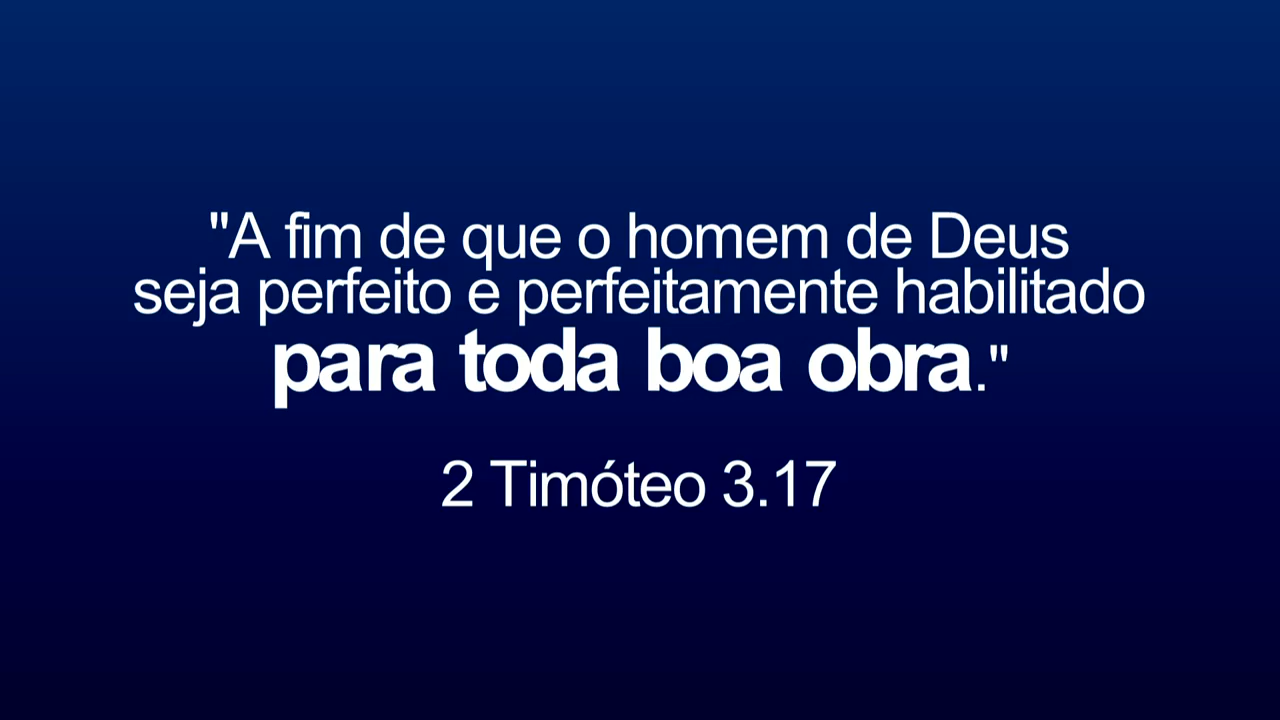 "A fim de que o homem de Deus
seja perfeito e perfeitamente habilitado
para toda boa obra."
2 Timóteo 3.17